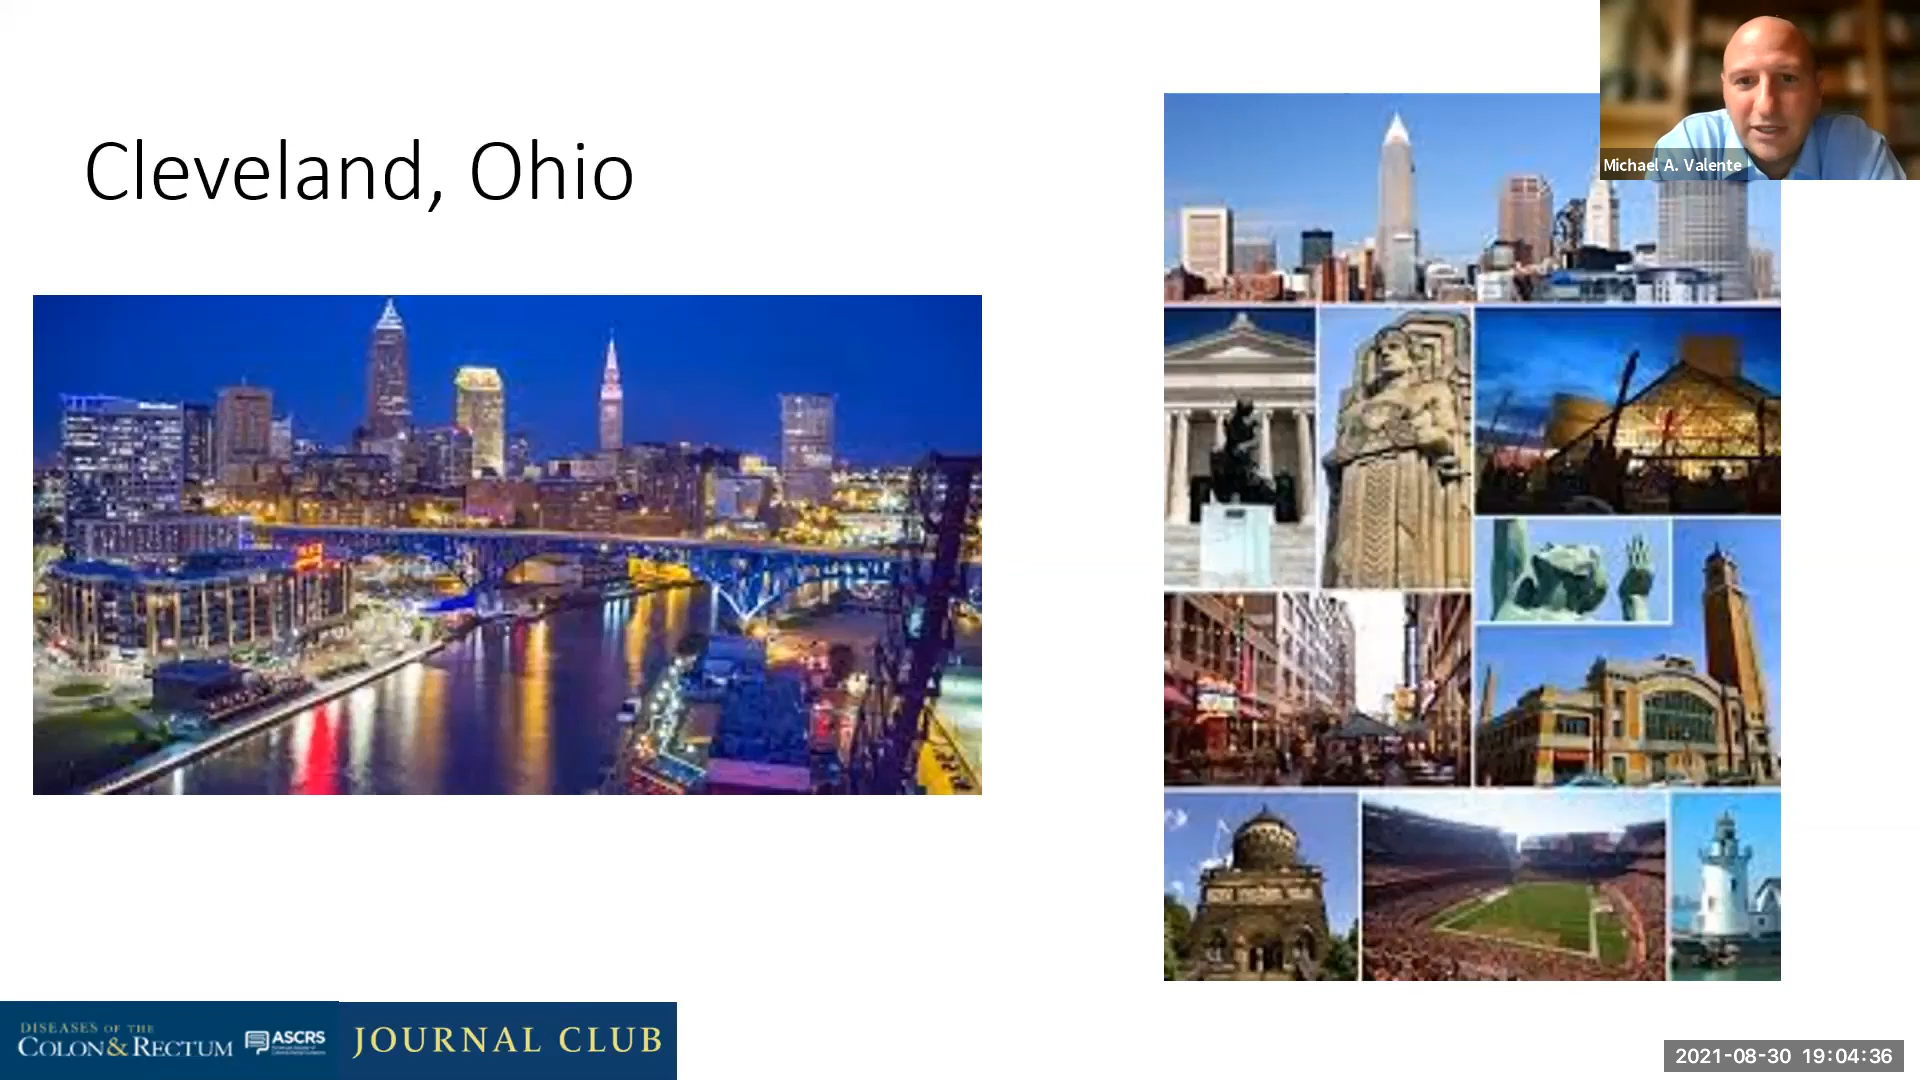 Michael A. Valente
Cleveland, Ohio
DISEASES OF THE
COLON & RECTUM
ASCRS
JOURNAL CLUB
2021-08-30 19:04:36